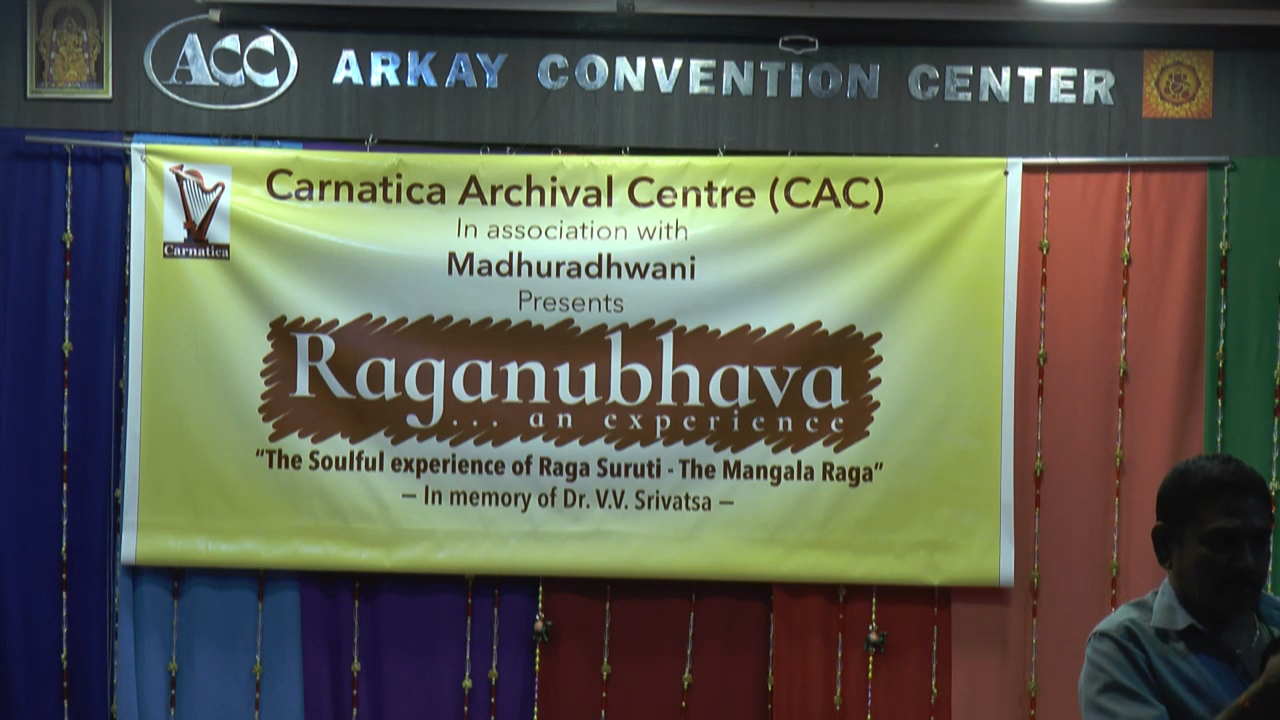 ACC ARKAY CONVENTION CENTER
Carnatica
Carnatica Archival Centre (CAC)
In association with
Madhuradhwani
Presents
Raganubhava
... an experience
“The Soulful experience of Raga Suruti - The Mangala Raga”
– In memory of Dr. V.V. Srivatsa –